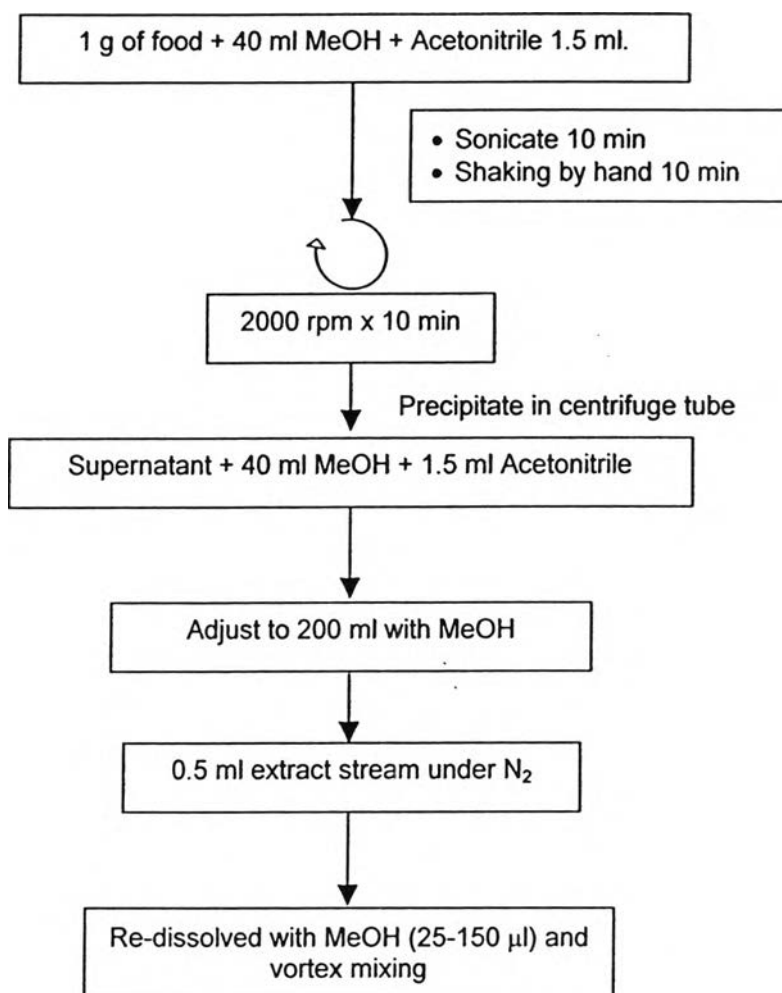 1 g of food + 40 ml MeOH + Acetonitrile 1.5 ml.
• Sonicate 10 min
• Shaking by hand 10 min
2000 rpm x 10 min
Precipitate in centrifuge tube
Supernatant + 40 ml MeOH + 1.5 ml Acetonitrile
Adjust to 200 ml with MeOH
0.5 ml extract stream under N₂
Re-dissolved with MeOH (25-150 μl) and
vortex mixing